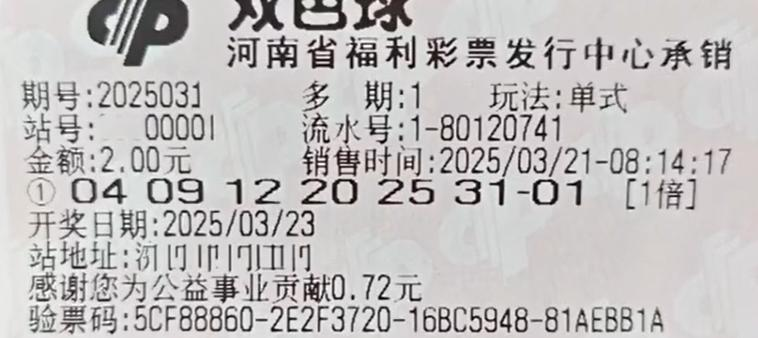 双色球
河南省福利彩票发行中心承销
期号:2025031 多 期:1 玩法:单式
站号: 00001 流水号:1-80120741
金额:2.00元 销售时间:2025/03/21-08:14:17
① 04 09 12 20 25 31-01 [1倍]
开奖日期:2025/03/23
站地址:
感谢您为公益事业贡献0.72元
验票码:5CF88860-2E2F3720-16BC5948-81AEBB1A